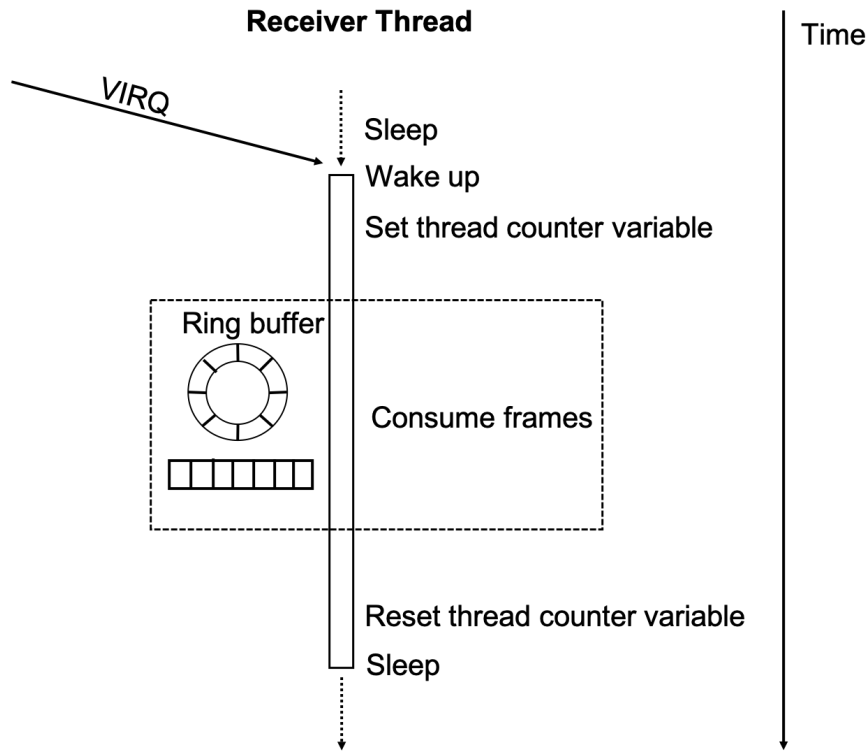 Receiver Thread
Time
VIRQ
Sleep
Wake up
Set thread counter variable
Ring buffer
Consume frames
Reset thread counter variable
Sleep